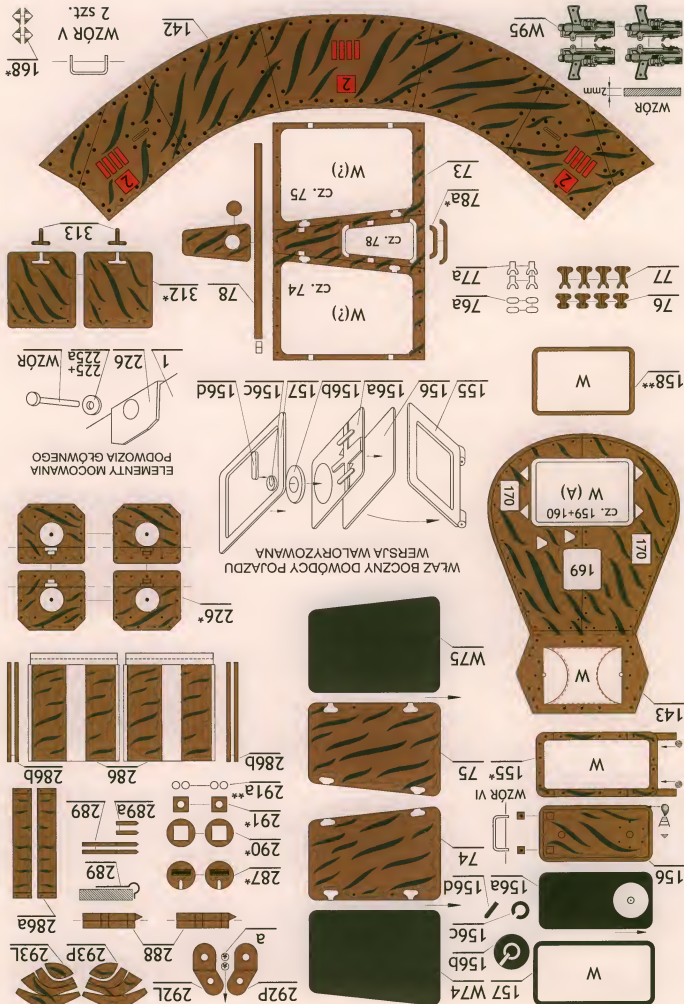 157
W
W74
292P
292L
a
293P
293L
156b
156c
156a
156d
288
286a
289
289a
287*
290*
291*
291a**
156
WZÓR VI
74
155*
W
75
286b
286
286b
143
W
W75
226*
169
170
170
cz. 159+160
W (A)
WŁAZ BOCZNY DOWÓDCY POJAZDU
WERSJA WALORYZOWANA
155
156
156a
156b
157
156c
156d
ELEMENTY MOCOWANIA
PODWOZIA GŁÓWNEGO
1
226
225+
225a
WZÓR
158**
W
76
76a
77
77a
cz. 74
W(?)
cz. 78
cz. 75
W(?)
78
78a*
73
312*
313
2
2
2
WZÓR
2mm
W95
142
WZÓR V
2 szt.
168*
289